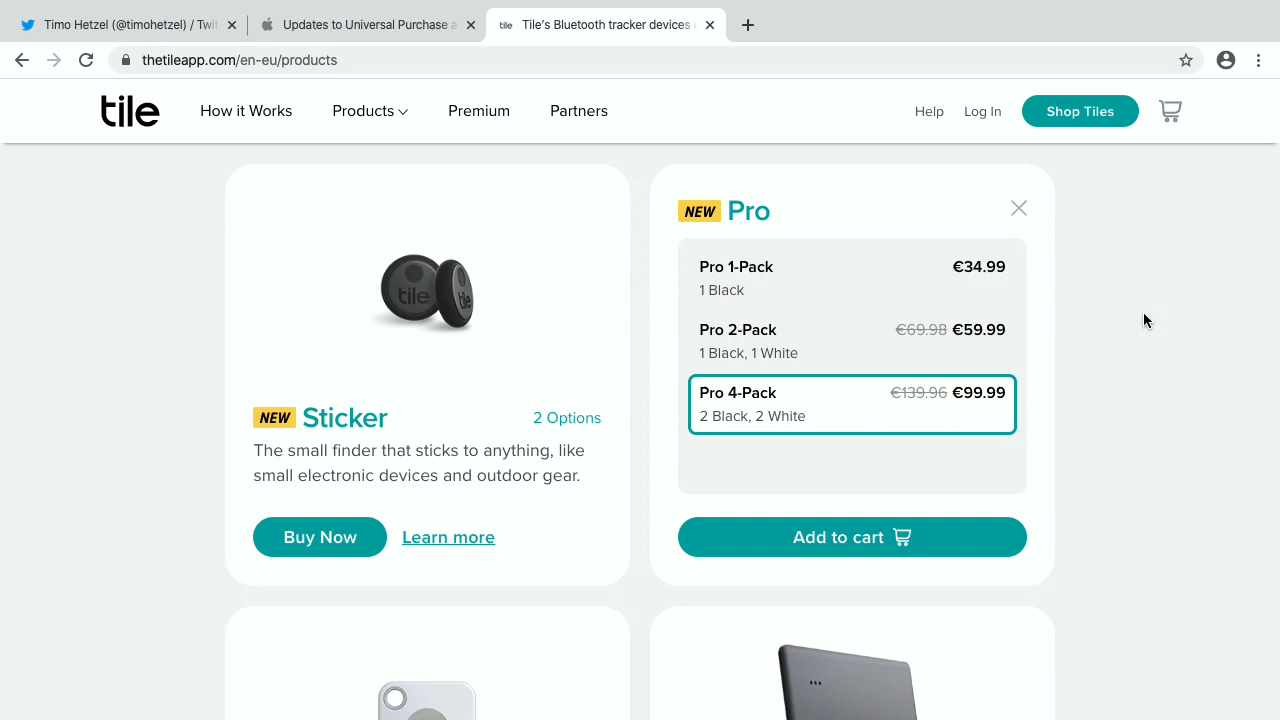 Timo Hetzel (@timohetzel) / Twit
Updates to Universal Purchase a
tile
Tile's Bluetooth tracker devices
thetileapp.com/en-eu/products
tile
How it Works
Products
Premium
Partners
Help
Log In
Shop Tiles
tile
tile
NEW Sticker
2 Options
The small finder that sticks to anything, like
small electronic devices and outdoor gear.
Buy Now
Learn more
NEW Pro
Pro 1-Pack €34.99
1 Black
Pro 2-Pack €69.98 €59.99
1 Black, 1 White
Pro 4-Pack €139.96 €99.99
2 Black, 2 White
Add to cart